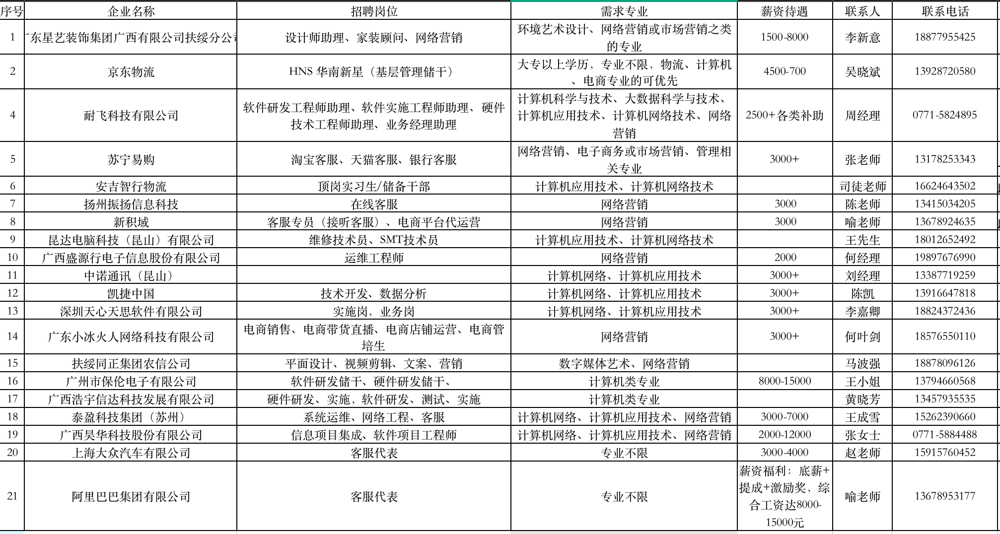 序号 企业名称 招聘岗位 需求专业 薪资待遇 联系人 联系电话
1 东星艺装饰集团广西有限公司扶绥分公司 设计师助理、家装顾问、网络营销 环境艺术设计、网络营销或市场营销之类
的专业 1500-8000 李新意 18877955425
2 京东物流 HNS 华南新星（基层管理储干） 大专以上学历，专业不限，物流、计算机
、电商专业的可优先 4500-700 吴晓斌 13928720580
4 耐飞科技有限公司 软件研发工程师助理、软件实施工程师助理、硬件
技术工程师助理、业务经理助理 计算机科学与技术、大数据科学与技术、
计算机应用技术、计算机网络技术、网络
营销 2500+各类补助 周经理 0771-5824895
5 苏宁易购 淘宝客服、天猫客服、银行客服 网络营销、电子商务或市场营销、管理相
关专业 3000+ 张老师 13178253343
6 安吉智行物流 顶岗实习生/储备干部 计算机应用技术、计算机网络技术 司徒老师 16624643502
7 扬州振扬信息科技 在线客服 网络营销 3000 陈老师 13415034205
8 新积域 客服专员（接听客服）、电商平台代运营 网络营销 3000 喻老师 13678924635
9 昆达电脑科技（昆山）有限公司 维修技术员、SMT技术员 计算机应用技术、计算机网络技术 王先生 18012652492
10 广西盛源行电子信息股份有限公司 运维工程师 网络营销 2000 何经理 19897676990
11 中诺通讯（昆山） 计算机网络、计算机应用技术 3000+ 刘经理 13387719259
12 凯捷中国 技术开发、数据分析 计算机网络、计算机应用技术 3000+ 陈凯 13916647818
13 深圳天心天思软件有限公司 实施岗，业务岗 计算机网络、计算机应用技术 3000+ 李嘉卿 18824372436
14 广东小冰火人网络科技有限公司 电商销售、电商带货直播、电商店铺运营、电商管
培生 网络营销 3000+ 何叶剑 18576550110
15 扶绥同正集团农信公司 平面设计、视频剪辑、文案、营销 数字媒体艺术、网络营销 马波强 18878096126
16 广州市保伦电子有限公司 软件研发储干、硬件研发储干、 计算机类专业 8000-15000 王小姐 13794660568
17 广西浩宇信达科技发展有限公司 硬件研发、实施，软件研发、测试、实施 计算机类专业 黄晓芳 13457935535
18 泰盈科技集团（苏州） 系统运维、网络工程、客服 计算机网络、计算机应用技术、网络营销 3000-7000 王成雪 15262390660
19 广西昊华科技股份有限公司 信息项目集成、软件项目工程师 计算机网络、计算机应用技术、网络营销 2000-12000 张女士 0771-5884488
20 上海大众汽车有限公司 客服代表 专业不限 3000-4000 赵老师 15915760452
21 阿里巴巴集团有限公司 客服代表 专业不限 薪资福利：底薪+
提成+激励奖，综
合工资达8000-
15000元 喻老师 13678953177